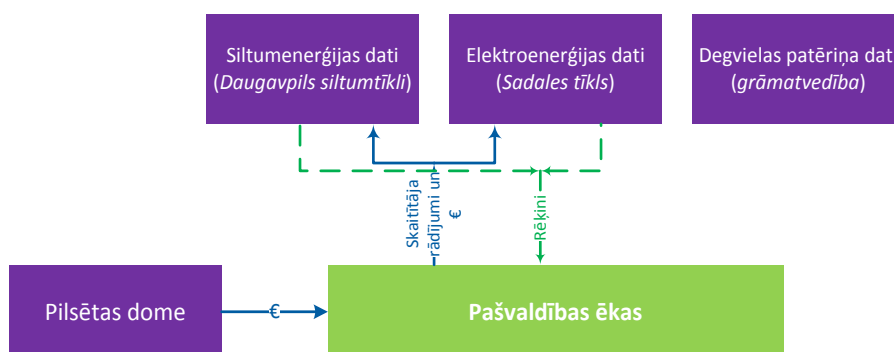 Siltumenerģijas dati
(Daugavpils siltumtīkli)
Elektroenerģijas dati
(Sadales tīkls)
Degvielas patēriņa dat
(grāmatvedība)
Skaitītāja
rādījumi un
€
Rēķini
Pilsētas dome
€
Pašvaldības ēkas